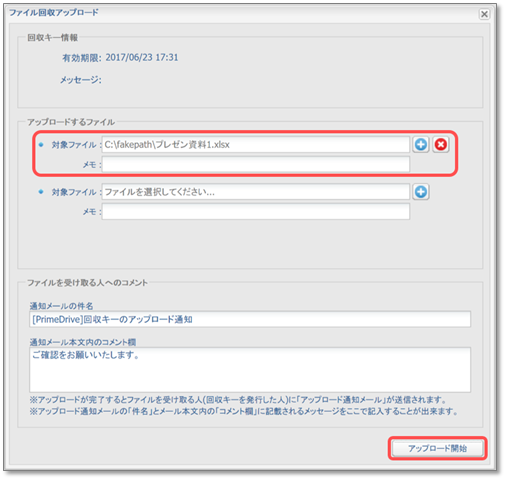 ファイル回収アップロード
回収キー情報
有効期限: 2017/06/23 17:31
メッセージ:
アップロードするファイル
対象ファイル: C:\fakepath\プレゼン資料1.xlsx
メモ:
対象ファイル: ファイルを選択してください...
メモ:
ファイルを受け取る人へのコメント
通知メールの件名
[PrimeDrive]回収キーのアップロード通知
通知メール本文内のコメント欄
ご確認をお願いいたします。
※アップロードが完了するとファイルを受け取る人(回収キーを発行した人)に「アップロード通知メール」が送信されます。
※アップロード通知メールの「件名」とメール本文内の「コメント欄」に記載されるメッセージをここで記入することが出来ます。
アップロード開始